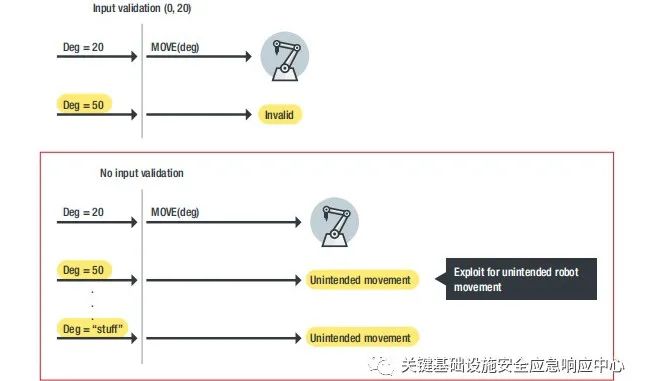 Input validation (0, 20)
Deg = 20
MOVE(deg)
Deg = 50
Invalid
No input validation
Deg = 20
MOVE(deg)
Deg = 50
Unintended movement
Exploit for unintended robot
movement
.
.
.
Deg = “stuff”
Unintended movement
关键基础设施安全应急响应中心